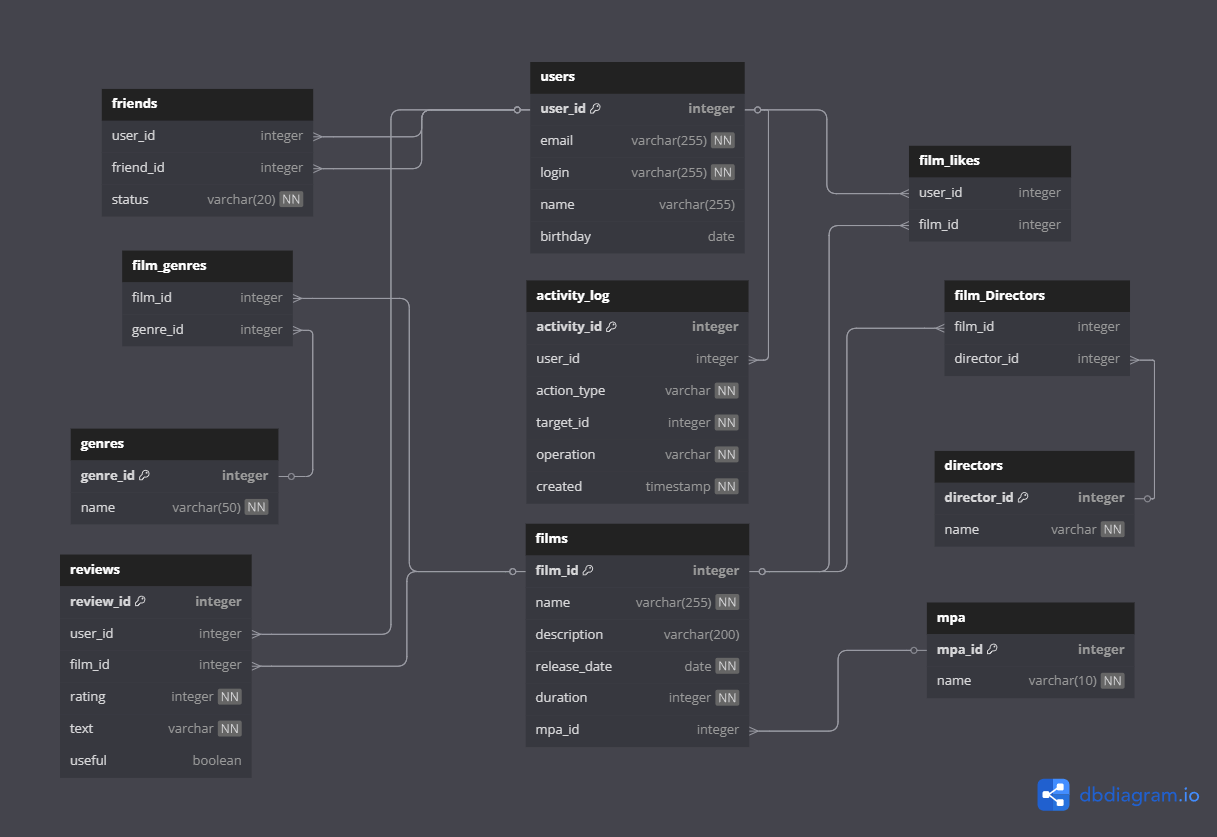 friends
user_id integer
friend_id integer
status varchar(20) NN
film_genres
film_id integer
genre_id integer
genres
genre_id integer
name varchar(50) NN
reviews
review_id integer
user_id integer
film_id integer
rating integer NN
text varchar NN
useful boolean
users
user_id integer
email varchar(255) NN
login varchar(255) NN
name varchar(255)
birthday date
activity_log
activity_id integer
user_id integer
action_type varchar NN
target_id integer NN
operation varchar NN
created timestamp NN
films
film_id integer
name varchar(255) NN
description varchar(200)
release_date date NN
duration integer NN
mpa_id integer
film_likes
user_id integer
film_id integer
film_Directors
film_id integer
director_id integer
directors
director_id integer
name varchar NN
mpa
mpa_id integer
name varchar(10) NN
dbdiagram.io